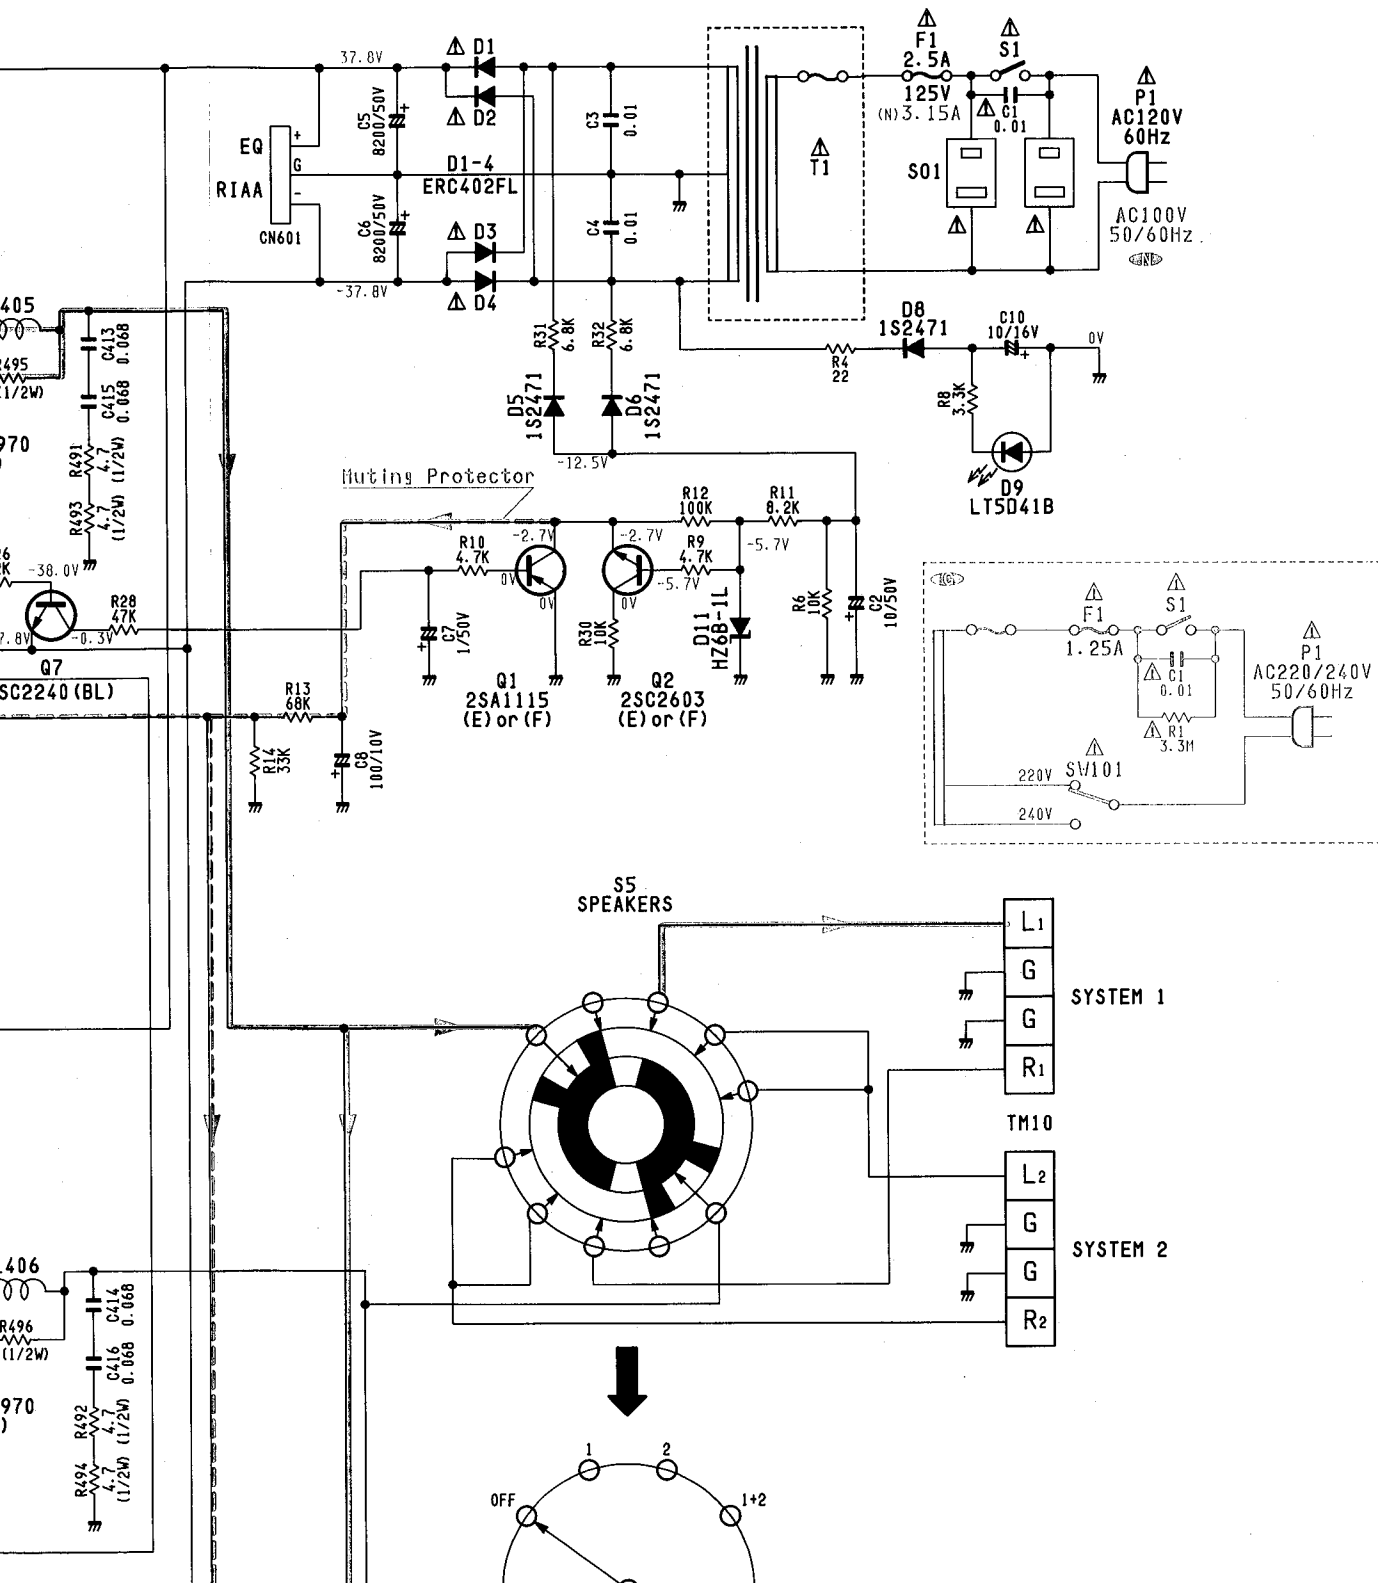 37.8V
D1
D2
C5
8200/50V
EQ
RIAA
+
G
-
CN601
D1-4
ERC402FL
C6
8200/50V
D3
D4
-37.8V
C3
0.01
C4
0.01
T1
F1
2.5A
125V
(N)3.15A
S1
C1
0.01
SO1
P1
AC120V
60Hz
AC100V
50/60Hz
405
C413
0.068
C415
0.068
R495
(1/2W)
970
R491
4.7
(1/2W)
R493
4.7
(1/2W)
R31
6.8K
R32
6.8K
D5
1S2471
D6
1S2471
-12.5V
R4
22
D8
1S2471
C10
10/16V
+
0V
R8
3.3K
D9
LT5D41B
Muting Protector
R12
100K
R11
8.2K
-2.7V
-2.7V
-5.7V
R10
4.7K
R9
4.7K
0V
0V
0V
-5.7V
C7
1/50V
R30
10K
D11
HZ6B-1L
R6
10K
C2
10/50V
Q1
2SA1115
(E)or(F)
Q2
2SC2603
(E)or(F)
-38.0V
R28
47K
-0.3V
7.8V
Q7
SC2240(BL)
R13
68K
R14
33K
C8
100/10V
F1
1.25A
S1
C1
0.01
R1
3.3M
P1
AC220/240V
50/60Hz
220V
SW101
240V
S5
SPEAKERS
L1
G
G
R1
SYSTEM 1
TM10
L2
G
G
R2
SYSTEM 2
406
R496
(1/2W)
C414
0.068
C416
0.068
970
)
R492
4.7
(1/2W)
R494
4.7
(1/2W)
1
2
OFF
1+2